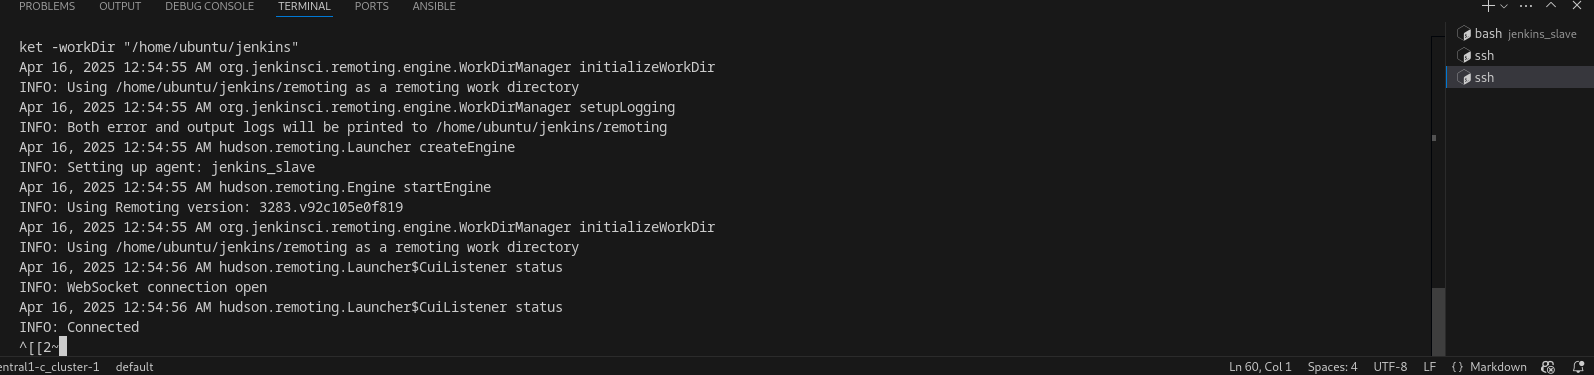 PROBLEMS OUTPUT DEBUG CONSOLE TERMINAL PORTS ANSIBLE
ket -workDir "/home/ubuntu/jenkins"
Apr 16, 2025 12:54:55 AM org.jenkinsci.remoting.engine.WorkDirManager initializeWorkDir
INFO: Using /home/ubuntu/jenkins/remoting as a remoting work directory
Apr 16, 2025 12:54:55 AM org.jenkinsci.remoting.engine.WorkDirManager setupLogging
INFO: Both error and output logs will be printed to /home/ubuntu/jenkins/remoting
Apr 16, 2025 12:54:55 AM hudson.remoting.Launcher createEngine
INFO: Setting up agent: jenkins_slave
Apr 16, 2025 12:54:55 AM hudson.remoting.Engine startEngine
INFO: Using Remoting version: 3283.v92c105e0f819
Apr 16, 2025 12:54:55 AM org.jenkinsci.remoting.engine.WorkDirManager initializeWorkDir
INFO: Using /home/ubuntu/jenkins/remoting as a remoting work directory
Apr 16, 2025 12:54:56 AM hudson.remoting.Launcher$CuiListener status
INFO: WebSocket connection open
Apr 16, 2025 12:54:56 AM hudson.remoting.Launcher$CuiListener status
INFO: Connected
^[[2~
bash jenkins_slave
ssh
ssh
entral1-c_cluster-1 default Ln 60, Col 1 Spaces: 4 UTF-8 LF {} Markdown